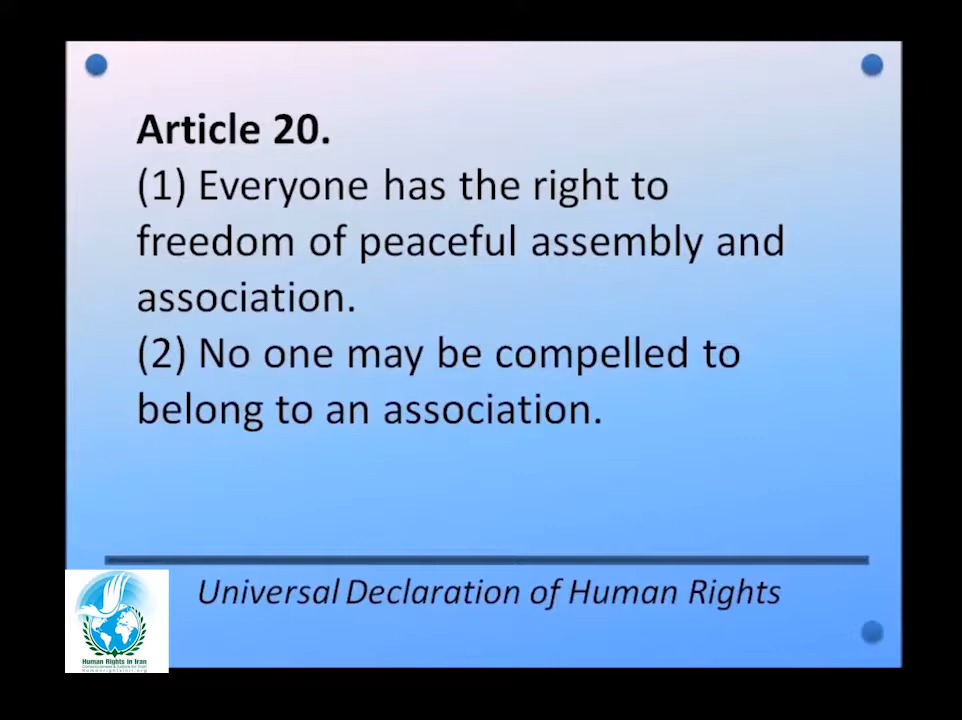 Article 20.
(1) Everyone has the right to
freedom of peaceful assembly and
association.
(2) No one may be compelled to
belong to an association.
Universal Declaration of Human Rights
Human Rights in Iran